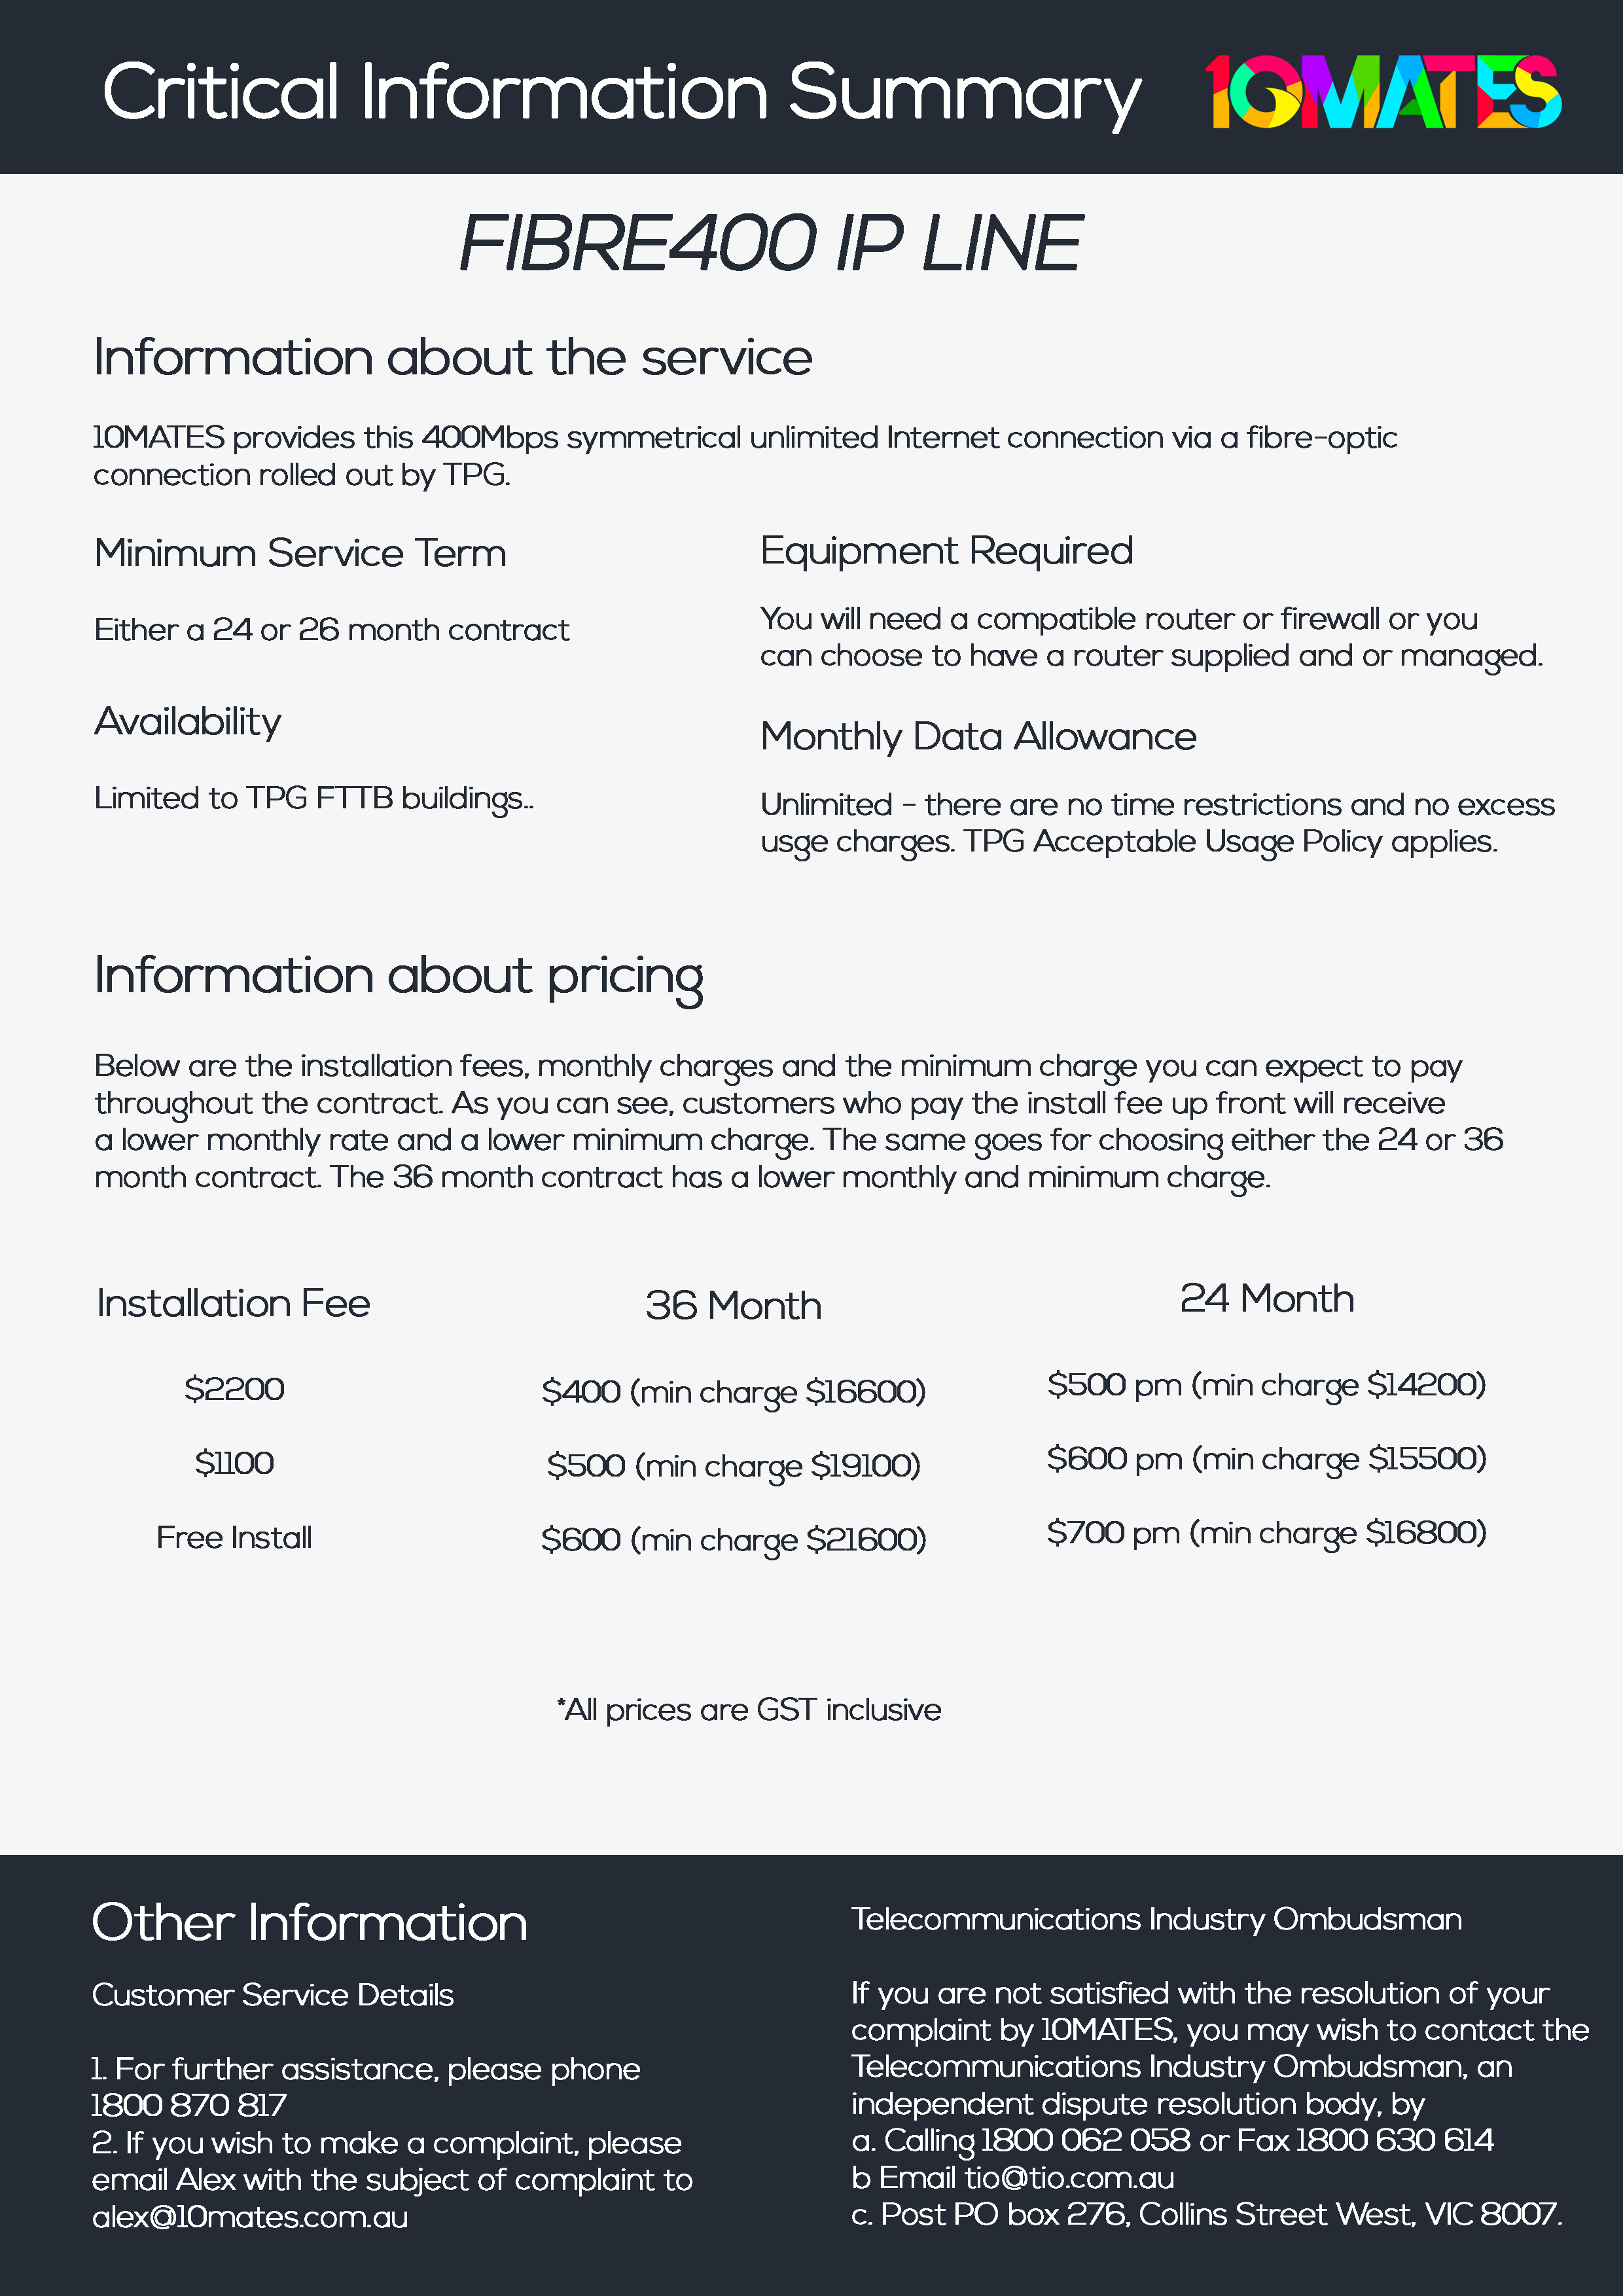 Critical Information Summary
10MATES
FIBRE400 IP LINE
Information about the service
10MATES provides this 400Mbps symmetrical unlimited Internet connection via a fibre-optic
connection rolled out by TPG.
Minimum Service Term
Either a 24 or 26 month contract
Availability
Limited to TPG FTTB buildings..
Equipment Required
You will need a compatible router or firewall or you
can choose to have a router supplied and or managed.
Monthly Data Allowance
Unlimited - there are no time restrictions and no excess
usge charges. TPG Acceptable Usage Policy applies.
Information about pricing
Below are the installation fees, monthly charges and the minimum charge you can expect to pay
throughout the contract. As you can see, customers who pay the install fee up front will receive
a lower monthly rate and a lower minimum charge. The same goes for choosing either the 24 or 36
month contract. The 36 month contract has a lower monthly and minimum charge.
Installation Fee 36 Month 24 Month
$2200 $400 (min charge $16600) $500 pm (min charge $14200)
$1100 $500 (min charge $19100) $600 pm (min charge $15500)
Free Install $600 (min charge $21600) $700 pm (min charge $16800)
*All prices are GST inclusive
Other Information
Customer Service Details
1. For further assistance, please phone
1800 870 817
2. If you wish to make a complaint, please
email Alex with the subject of complaint to
alex@10mates.com.au
Telecommunications Industry Ombudsman
If you are not satisfied with the resolution of your
complaint by 10MATES, you may wish to contact the
Telecommunications Industry Ombudsman, an
independent dispute resolution body, by
a. Calling 1800 062 058 or Fax 1800 630 614
b Email tio@tio.com.au
c. Post PO box 276, Collins Street West, VIC 8007.